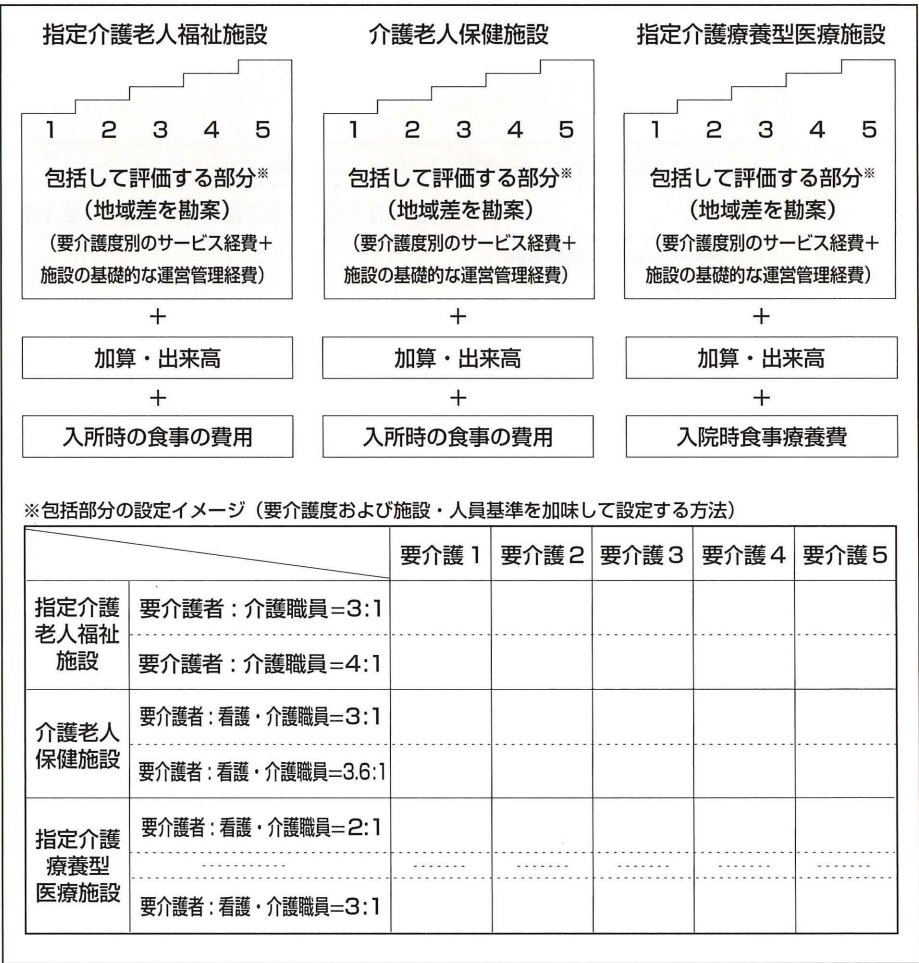 指定介護老人福祉施設
1 2 3 4 5
包括して評価する部分※
(地域差を勘案)
(要介護度別のサービス経費+
施設の基礎的な運営管理経費)
+
加算・出来高
+
入所時の食事の費用
介護老人保健施設
1 2 3 4 5
包括して評価する部分※
(地域差を勘案)
(要介護度別のサービス経費+
施設の基礎的な運営管理経費)
+
加算・出来高
+
入所時の食事の費用
指定介護療養型医療施設
1 2 3 4 5
包括して評価する部分※
(地域差を勘案)
(要介護度別のサービス経費+
施設の基礎的な運営管理経費)
+
加算・出来高
+
入院時食事療養費
※包括部分の設定イメージ(要介護度および施設・人員基準を加味して設定する方法)
要介護1 要介護2 要介護3 要介護4 要介護5
指定介護
老人福祉
施設
要介護者:介護職員=3:1
要介護者:介護職員=4:1
介護老人
保健施設
要介護者:看護・介護職員=3:1
要介護者:看護・介護職員=3.6:1
指定介護
療養型
医療施設
要介護者:看護・介護職員=2:1
要介護者:看護・介護職員=3:1